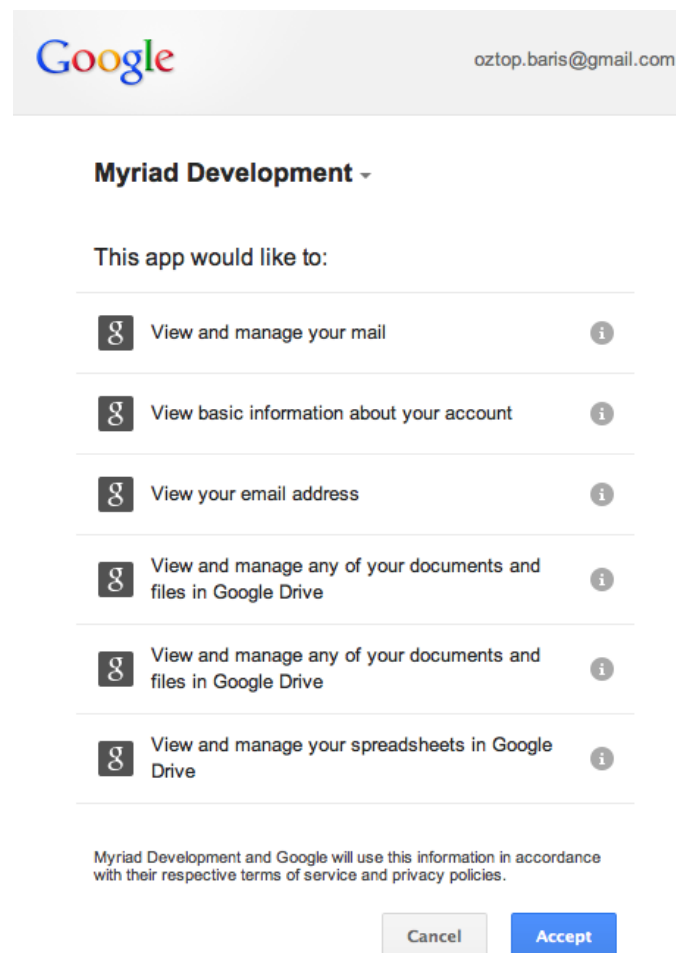 Google
oztop.baris@gmail.com
Myriad Development
This app would like to:
g
View and manage your mail
i
g
View basic information about your account
i
g
View your email address
i
g
View and manage any of your documents and
files in Google Drive
i
g
View and manage any of your documents and
files in Google Drive
i
g
View and manage your spreadsheets in Google
Drive
i
Myriad Development and Google will use this information in accordance
with their respective terms of service and privacy policies.
Cancel Accept